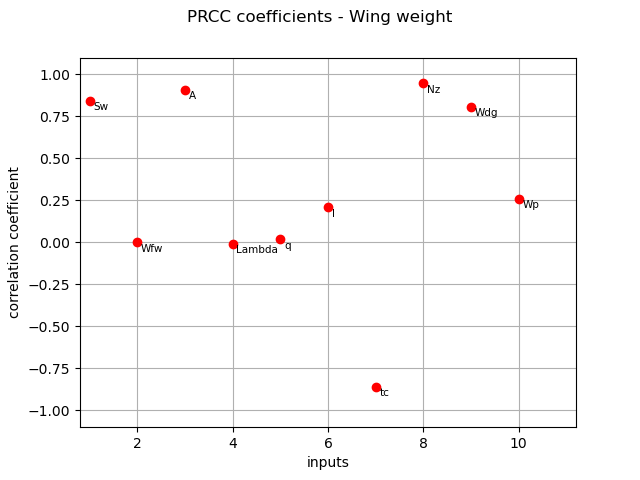 PRCC coefficients - Wing weight
correlation coefficient
1.00
0.75
0.50
0.25
0.00
−0.25
−0.50
−0.75
−1.00
Sw
Wfw
A
Lambda
q
l
tc
Nz
Wdg
Wp
2
4
6
8
10
inputs